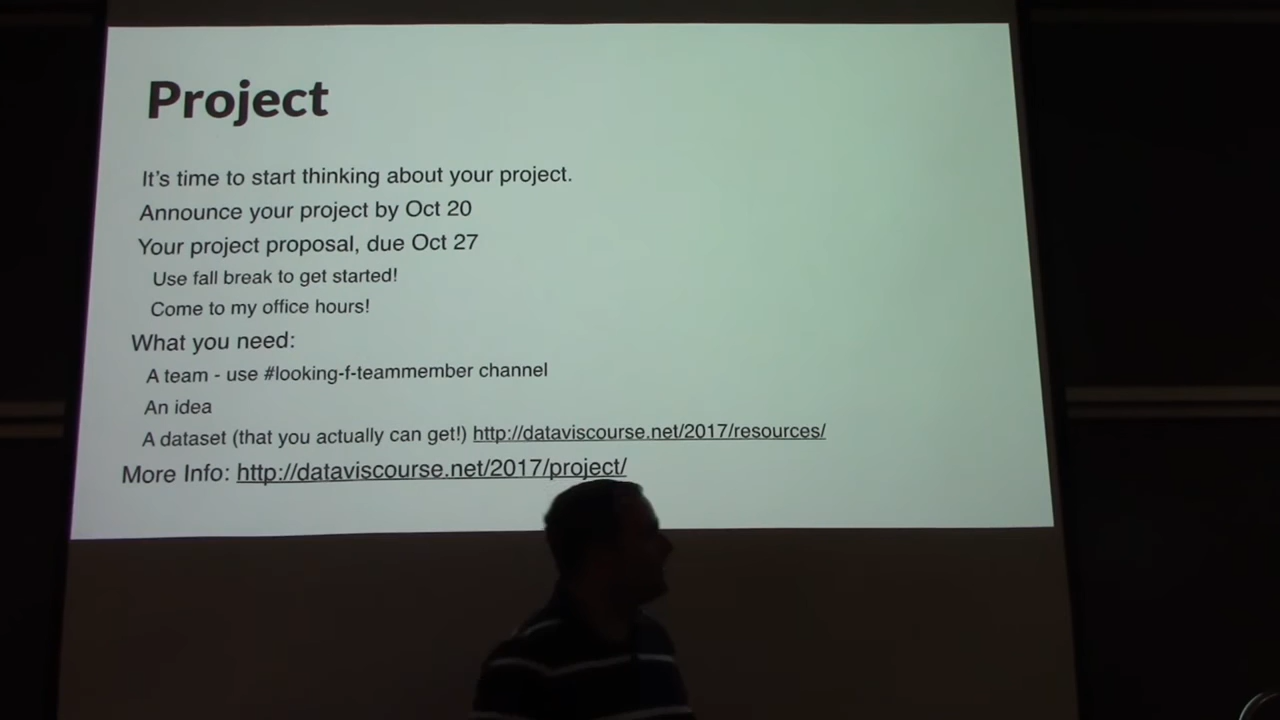 Project
It's time to start thinking about your project.
Announce your project by Oct 20
Your project proposal, due Oct 27
Use fall break to get started!
Come to my office hours!
What you need:
A team - use #looking-f-teammember channel
An idea
A dataset (that you actually can get!) http://dataviscourse.net/2017/resources/
More Info: http://dataviscourse.net/2017/project/